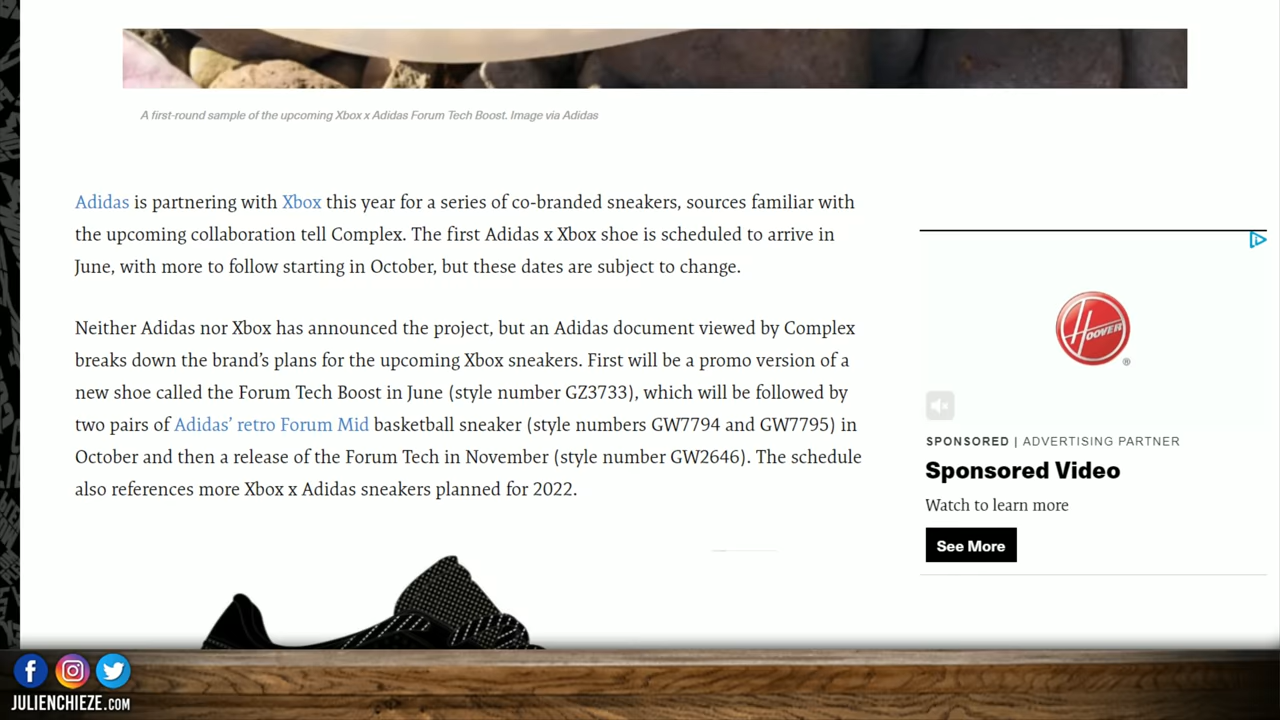 A first-round sample of the upcoming Xbox x Adidas Forum Tech Boost. Image via Adidas
Adidas is partnering with Xbox this year for a series of co-branded sneakers, sources familiar with
the upcoming collaboration tell Complex. The first Adidas x Xbox shoe is scheduled to arrive in
June, with more to follow starting in October, but these dates are subject to change.
Neither Adidas nor Xbox has announced the project, but an Adidas document viewed by Complex
breaks down the brand’s plans for the upcoming Xbox sneakers. First will be a promo version of a
new shoe called the Forum Tech Boost in June (style number GZ3733), which will be followed by
two pairs of Adidas’ retro Forum Mid basketball sneaker (style numbers GW7794 and GW7795) in
October and then a release of the Forum Tech in November (style number GW2646). The schedule
also references more Xbox x Adidas sneakers planned for 2022.
HOOVER
®
SPONSORED | ADVERTISING PARTNER
Sponsored Video
Watch to learn more
See More
JULIENCHIEZE.COM